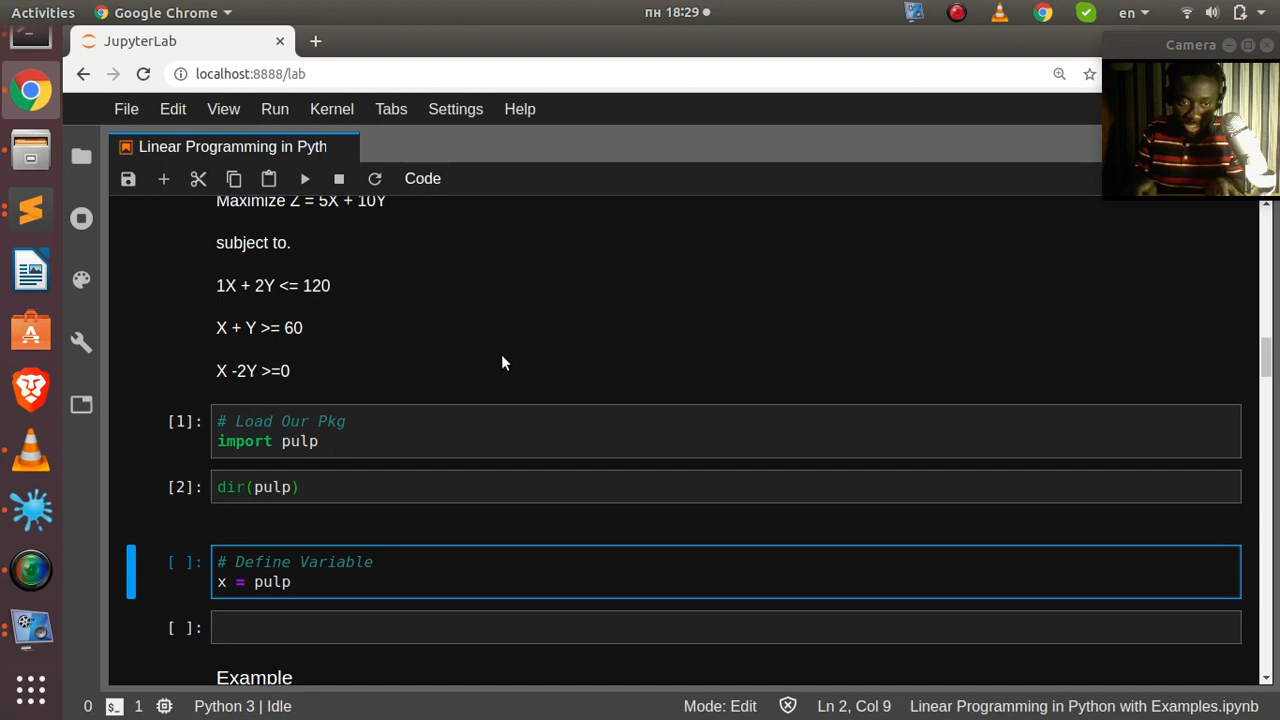 Activities
Google Chrome
пн 18:29
en
JupyterLab
Camera
localhost:8888/lab
File
Edit
View
Run
Kernel
Tabs
Settings
Help
Linear Programming in Pyth
Code
Maximize Z = 5X + 10Y
subject to.
1X + 2Y <= 120
X + Y >= 60
X -2Y >=0
[1]:
# Load Our Pkg
import pulp
[2]:
dir(pulp)
[ ]:
# Define Variable
x = pulp
[ ]:
Example
0
1
Python 3 | Idle
Mode: Edit
Ln 2, Col 9
Linear Programming in Python with Examples.ipynb